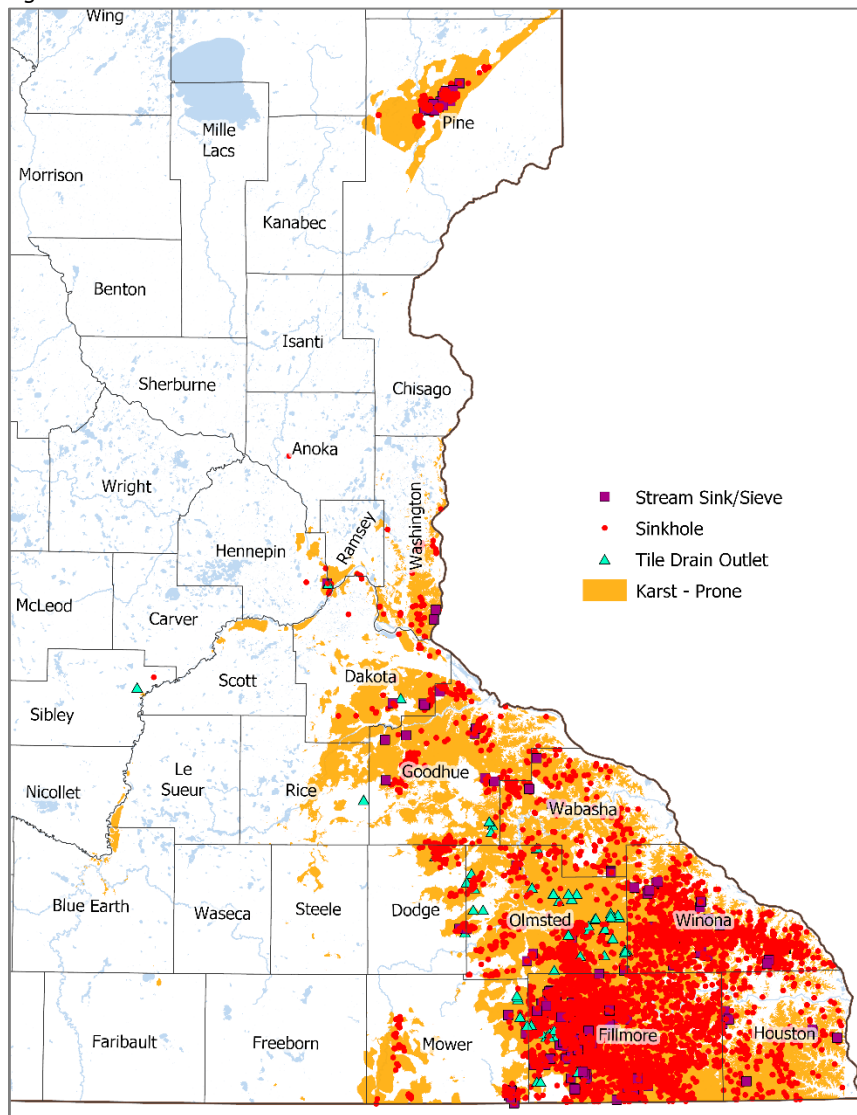 Wing
Mille
Lacs
Pine
Morrison
Kanabec
Benton
Isanti
Sherburne
Chisago
Anoka
Wright
Washington
Ramsey
Hennepin
Stream Sink/Sieve
Sinkhole
Tile Drain Outlet
Karst - Prone
McLeod
Carver
Scott
Dakota
Sibley
Goodhue
Le
Sueur
Rice
Nicollet
Wabasha
Blue Earth
Waseca
Steele
Dodge
Olmsted
Winona
Faribault
Freeborn
Mower
Fillmore
Houston